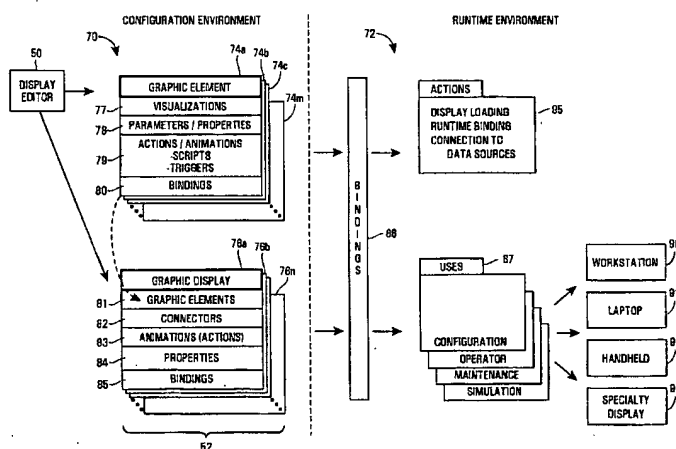 CONFIGURATION ENVIRONMENT
RUNTIME ENVIRONMENT
70
72
50
DISPLAY
EDITOR
74a
74b
74c
74m
GRAPHIC ELEMENT
77
VISUALIZATIONS
78
PARAMETERS / PROPERTIES
79
ACTIONS / ANIMATIONS
-SCRIPTS
-TRIGGERS
80
BINDINGS
76a
76b
76n
GRAPHIC DISPLAY
81
GRAPHIC ELEMENTS
82
CONNECTORS
83
ANIMATIONS (ACTIONS)
84
PROPERTIES
85
BINDINGS
52
BINDINGS
86
ACTIONS
DISPLAY LOADING
RUNTIME BINDING
CONNECTION TO
DATA SOURCES
USES
87
CONFIGURATION
OPERATOR
MAINTENANCE
SIMULATION
WORKSTATION
LAPTOP
HANDHELD
SPECIALTY
DISPLAY